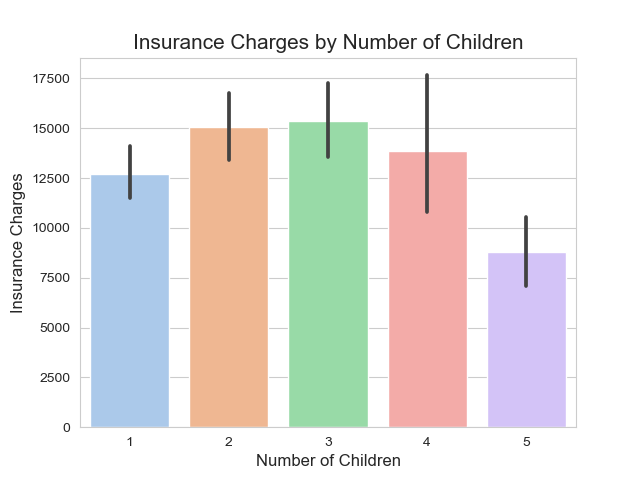 Insurance Charges by Number of Children
Insurance Charges
17500
15000
12500
10000
7500
5000
2500
0
1 2 3 4 5
Number of Children